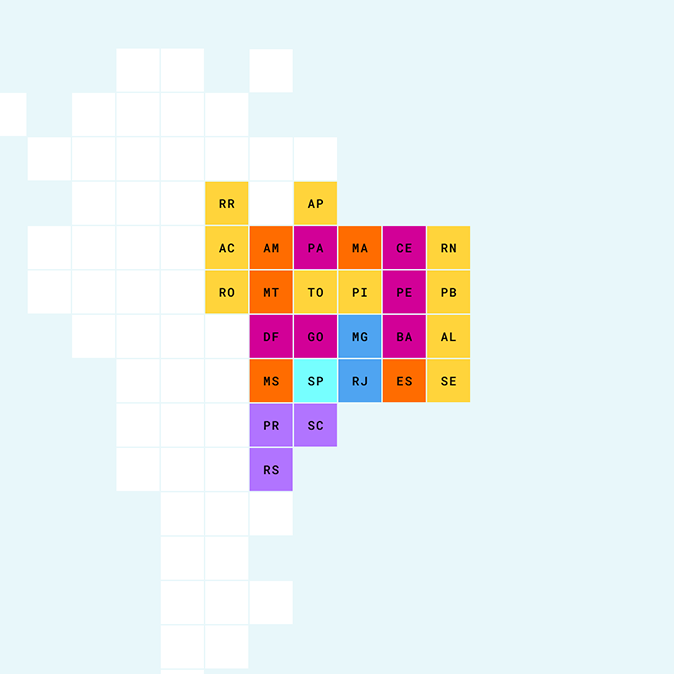 RR AP
AC AM PA MA CE RN
RO MT TO PI PE PB
DF GO MG BA AL
MS SP RJ ES SE
PR SC
RS